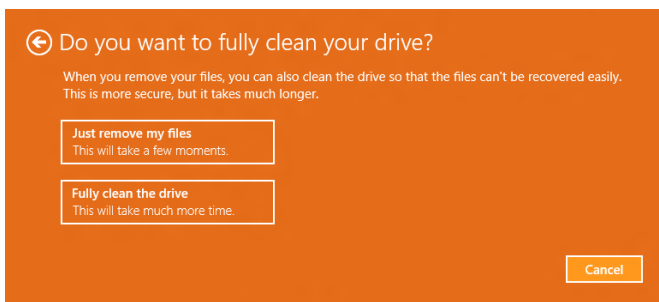 Do you want to fully clean your drive?
When you remove your files, you can also clean the drive so that the files can't be recovered easily.
This is more secure, but it takes much longer.
Just remove my files
This will take a few moments.
Fully clean the drive
This will take much more time.
Cancel